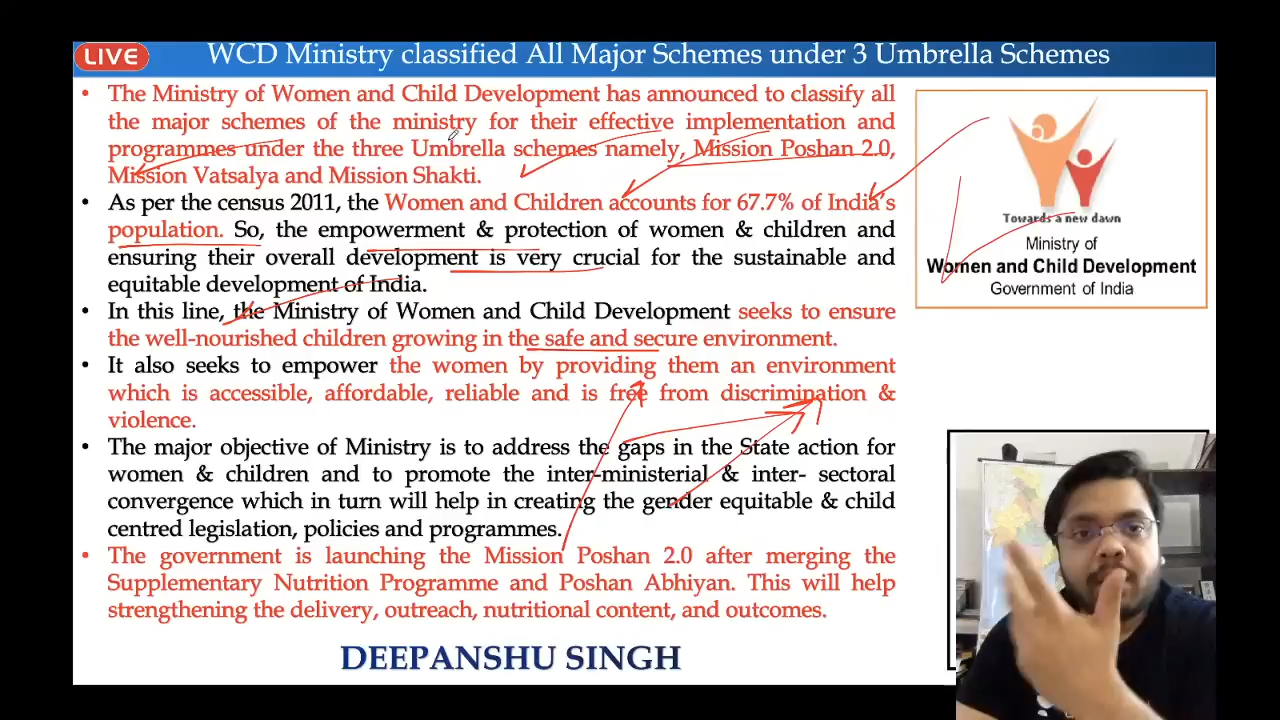 LIVE
WCD Ministry classified All Major Schemes under 3 Umbrella Schemes
• The Ministry of Women and Child Development has announced to classify all
the major schemes of the ministry for their effective implementation and
programmes under the three Umbrella schemes namely, Mission Poshan 2.0,
Mission Vatsalya and Mission Shakti.
• As per the census 2011, the Women and Children accounts for 67.7% of India's
population. So, the empowerment & protection of women & children and
ensuring their overall development is very crucial for the sustainable and
equitable development of India.
• In this line, the Ministry of Women and Child Development seeks to ensure
the well-nourished children growing in the safe and secure environment.
• It also seeks to empower the women by providing them an environment
which is accessible, affordable, reliable and is free from discrimination &
violence.
• The major objective of Ministry is to address the gaps in the State action for
women & children and to promote the inter-ministerial & inter- sectoral
convergence which in turn will help in creating the gender equitable & child
centred legislation, policies and programmes.
• The government is launching the Mission Poshan 2.0 after merging the
Supplementary Nutrition Programme and Poshan Abhiyan. This will help
strengthening the delivery, outreach, nutritional content, and outcomes.
DEEPANSHU SINGH
Towards a new dawn
Ministry of
Women and Child Development
Government of India